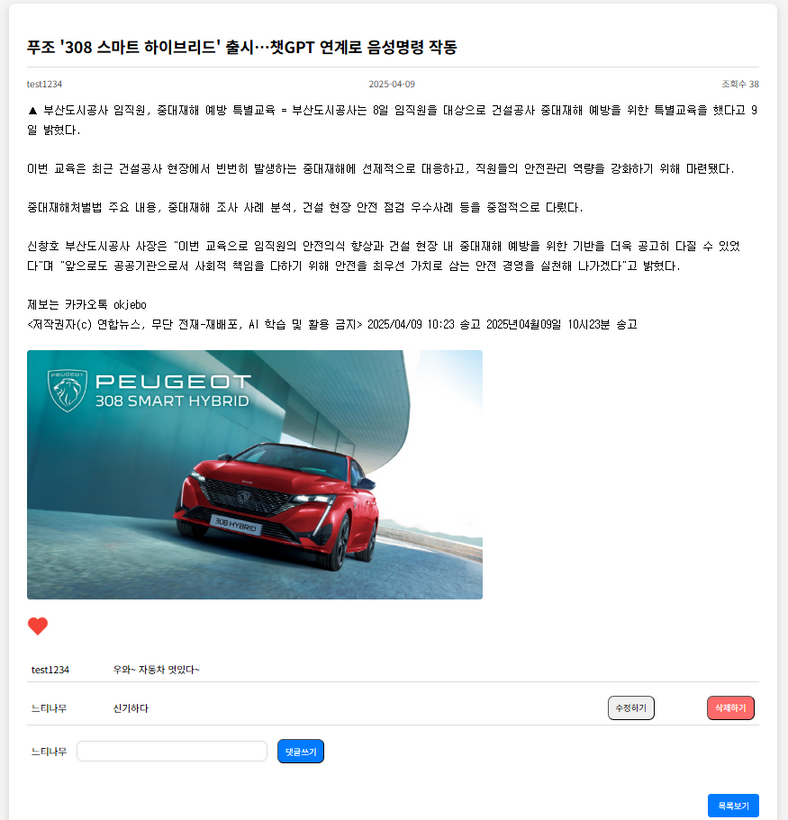 푸조 '308 스마트 하이브리드' 출시…챗GPT 연계로 음성명령 작동
test1234 2025-04-09 조회수 38
▲ 부산도시공사 임직원, 중대재해 예방 특별교육 = 부산도시공사는 8일 임직원을 대상으로 건설공사 중대재해 예방을 위한 특별교육을 했다고 9
일 밝혔다.
이번 교육은 최근 건설공사 현장에서 빈번히 발생하는 중대재해에 선제적으로 대응하고, 직원들의 안전관리 역량을 강화하기 위해 마련됐다.
중대재해처벌법 주요 내용, 중대재해 조사 사례 분석, 건설 현장 안전 점검 우수사례 등을 중점적으로 다뤘다.
신창호 부산도시공사 사장은 "이번 교육으로 임직원의 안전의식 향상과 건설 현장 내 중대재해 예방을 위한 기반을 더욱 공고히 다질 수 있었
다"며 "앞으로도 공공기관으로서 사회적 책임을 다하기 위해 안전을 최우선 가치로 삼는 안전 경영을 실천해 나가겠다"고 밝혔다.
제보는 카카오톡 okjebo
<저작권자(c) 연합뉴스, 무단 전재-재배포, AI 학습 및 활용 금지> 2025/04/09 10:23 송고 2025년04월09일 10시23분 송고
PEUGEOT
PEUGEOT
308 SMART HYBRID
308 HYBRID
test1234 우와~ 자동차 멋있다~
느티나무 신기하다 수정하기 삭제하기
느티나무 댓글쓰기
목록보기